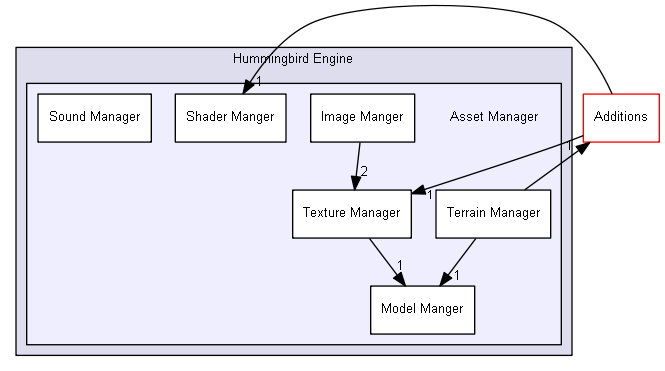 Hummingbird Engine
1
Sound Manager
Shader Manger
Image Manger
Asset Manager
Additions
1
2
1
Texture Manager
Terrain Manager
1
1
Model Manger